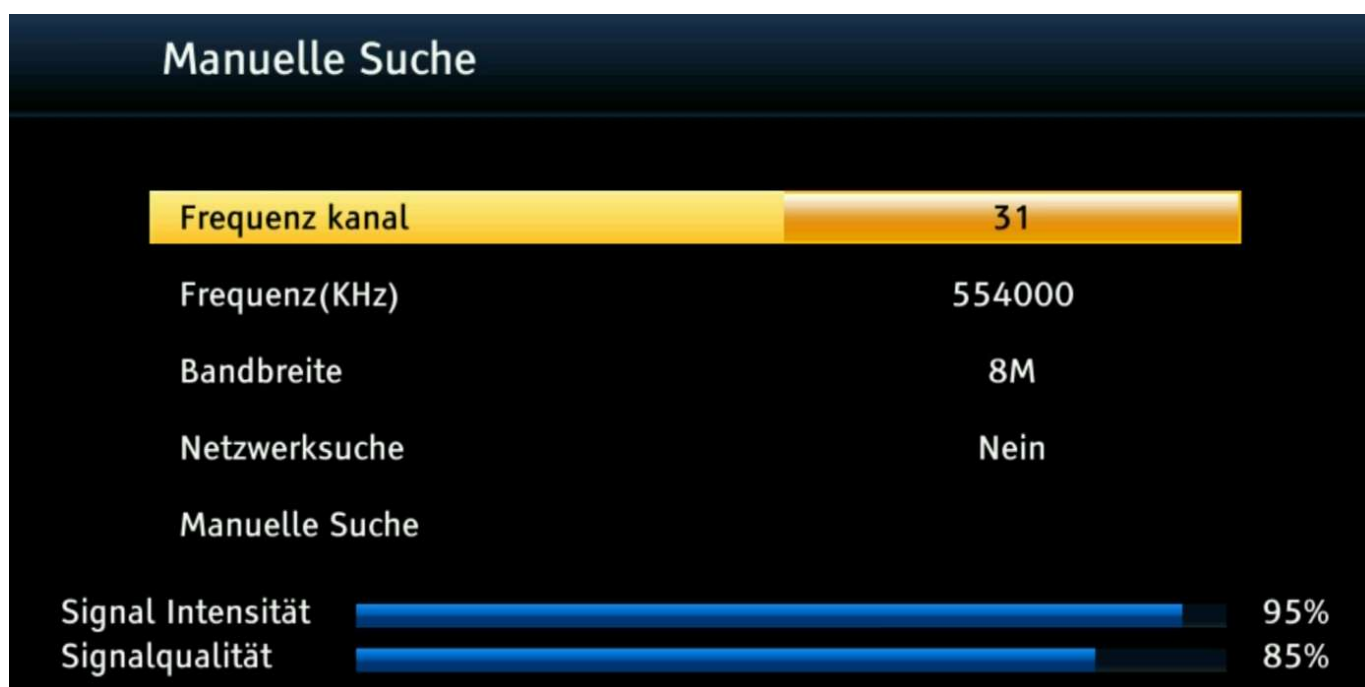 Manuelle Suche
Frequenz kanal 31
Frequenz(KHz) 554000
Bandbreite 8M
Netzwerksuche Nein
Manuelle Suche
Signal Intensität 95%
Signalqualität 85%